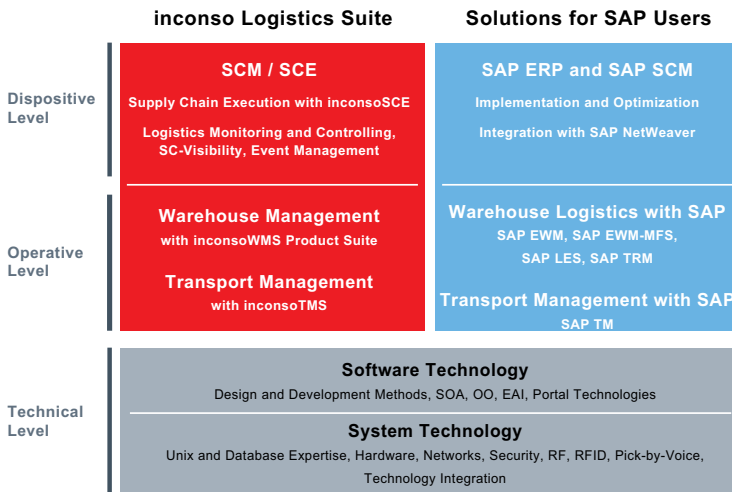 inconso Logistics Suite
Solutions for SAP Users
Dispositive
Level
SCM / SCE
Supply Chain Execution with inconsoSCE
Logistics Monitoring and Controlling,
SC-Visibility, Event Management
SAP ERP and SAP SCM
Implementation and Optimization
Integration with SAP NetWeaver
Operative
Level
Warehouse Management
with inconsoWMS Product Suite
Transport Management
with inconsoTMS
Warehouse Logistics with SAP
SAP EWM, SAP EWM-MFS,
SAP LES, SAP TRM
Transport Management with SAP
SAP TM
Technical
Level
Software Technology
Design and Development Methods, SOA, OO, EAI, Portal Technologies
System Technology
Unix and Database Expertise, Hardware, Networks, Security, RF, RFID, Pick-by-Voice,
Technology Integration